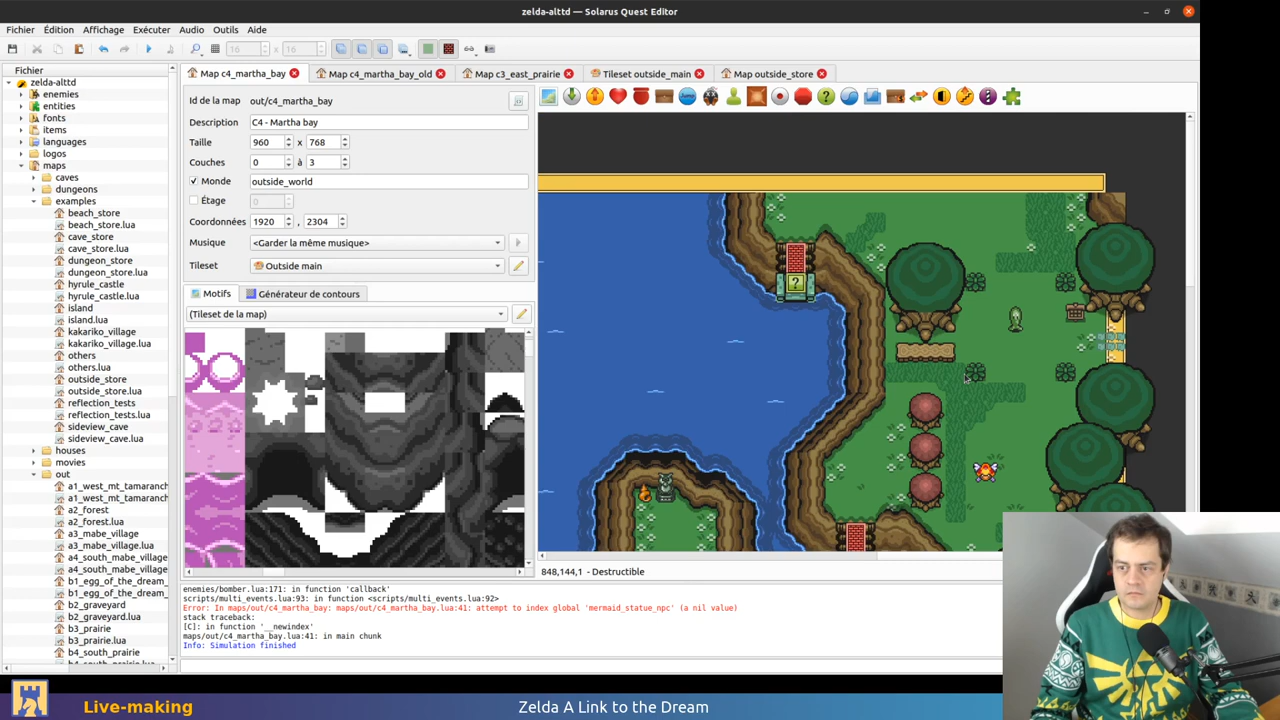 zelda-alttd — Solarus Quest Editor
Fichier Édition Affichage Exécuter Audio Outils Aide
16 x 16
Fichier
zelda-alttd
enemies
entities
fonts
items
languages
logos
maps
caves
dungeons
examples
beach_store
beach_store.lua
cave_store
cave_store.lua
dungeon_store
dungeon_store.lua
hyrule_castle
hyrule_castle.lua
island
island.lua
kakariko_village
kakariko_village.lua
others
others.lua
outside_store
outside_store.lua
reflection_tests
reflection_tests.lua
sideview_cave
sideview_cave.lua
houses
movies
out
a1_west_mt_tamaranch
a1_west_mt_tamaranch
a2_forest
a2_forest.lua
a3_mabe_village
a3_mabe_village.lua
a4_south_mabe_village
a4_south_mabe_village
b1_egg_of_the_dream_
b1_egg_of_the_dream_
b2_graveyard
b2_graveyard.lua
b3_prairie
b3_prairie.lua
b4_south_prairie
b4_south_prairie.lua
Map c4_martha_bay Map c4_martha_bay_old Map c3_east_prairie Tileset outside_main Map outside_store
Id de la map out/c4_martha_bay
Description C4 - Martha bay
Taille 960 x 768
Couches 0 à 3
Monde outside_world
Étage 0
Coordonnées 1920 , 2304
Musique <Garder la même musique>
Tileset Outside main
Motifs Générateur de contours
(Tileset de la map)
?
848,144,1 - Destructible
enemies/bomber.lua:171: in function 'callback'
scripts/multi_events.lua:93: in function <scripts/multi_events.lua:92>
Error: In maps/out/c4_martha_bay: maps/out/c4_martha_bay.lua:41: attempt to index global 'mermaid_statue_npc' (a nil value)
stack traceback:
[C]: in function '__newindex'
maps/out/c4_martha_bay.lua:41: in main chunk
Info: Simulation finished
Live-making
Zelda A Link to the Dream